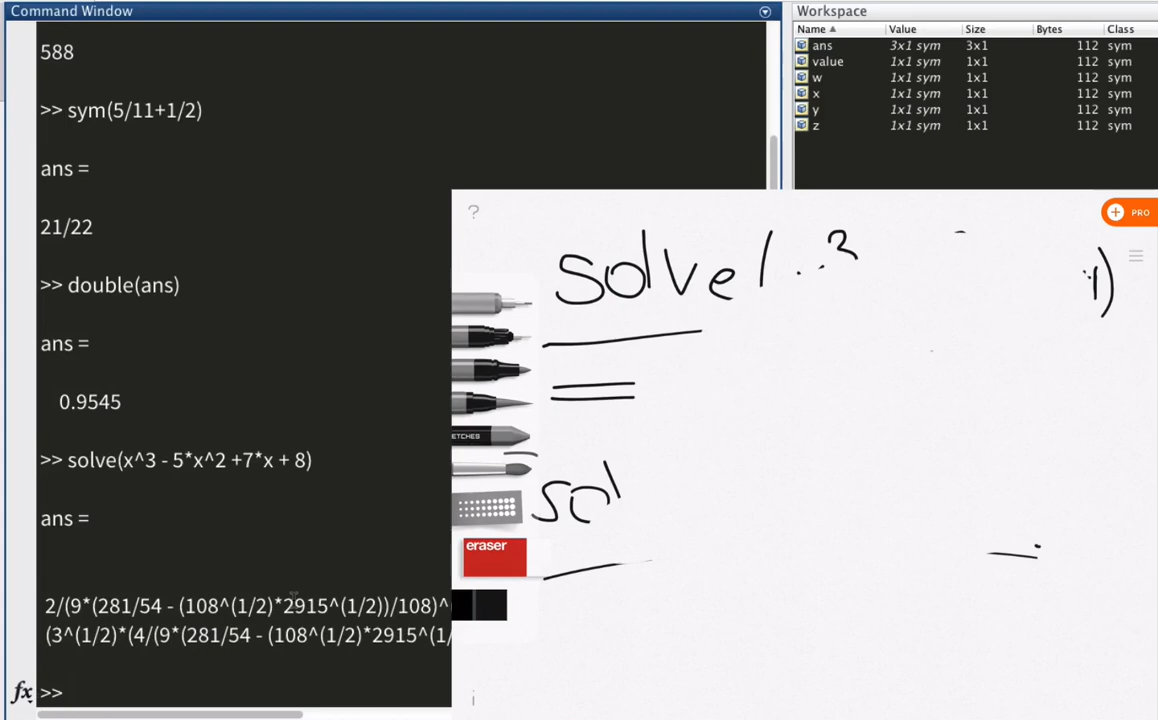 Command Window
588
>> sym(5/11+1/2)
ans =
21/22
>> double(ans)
ans =
0.9545
>> solve(x^3 - 5*x^2 +7*x + 8)
ans =
2/(9*(281/54 - (108^(1/2)*2915^(1/2))/108)^
(3^(1/2)*(4/(9*(281/54 - (108^(1/2)*2915^(1/
fx >>
Workspace
Name Value Size Bytes Class
ans 3x1 sym 3x1 112 sym
value 1x1 sym 1x1 112 sym
w 1x1 sym 1x1 112 sym
x 1x1 sym 1x1 112 sym
y 1x1 sym 1x1 112 sym
z 1x1 sym 1x1 112 sym
?
PRO
solve
ETCHES
sol
eraser
i